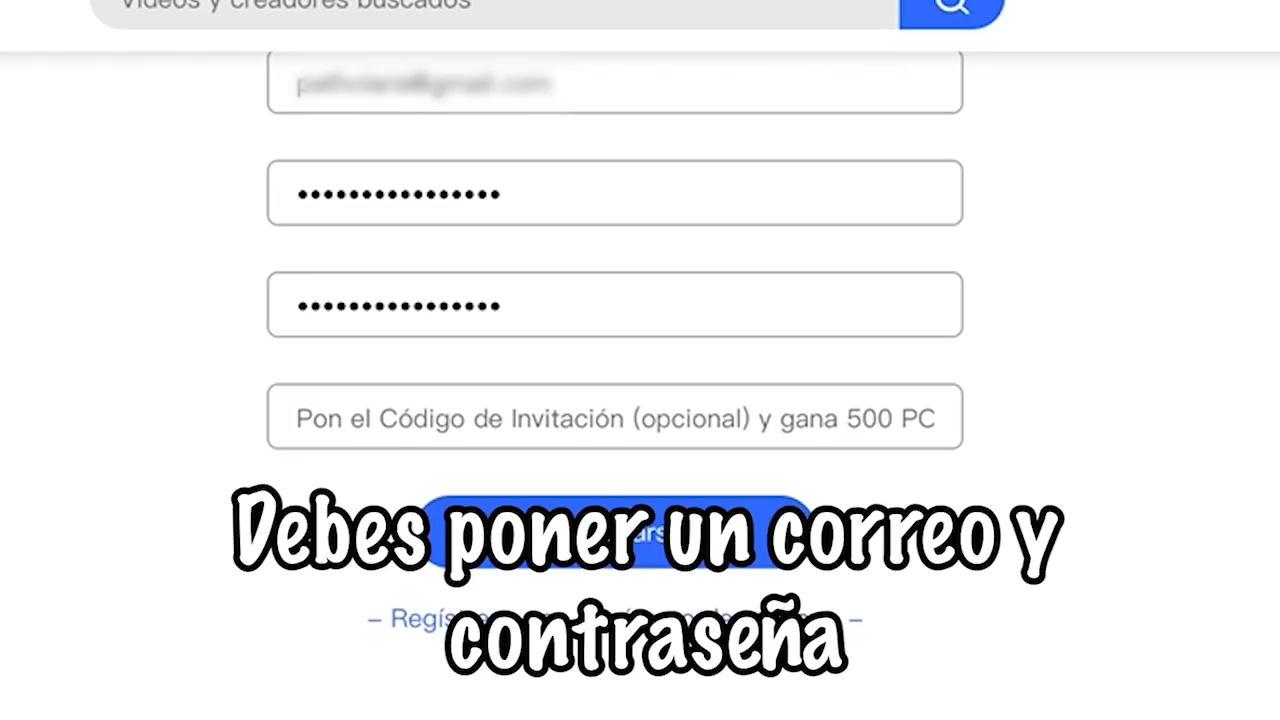 Videos y creadores buscados
Pon el Código de Invitación (opcional) y gana 500 PC
Debes poner un correo y
contraseña